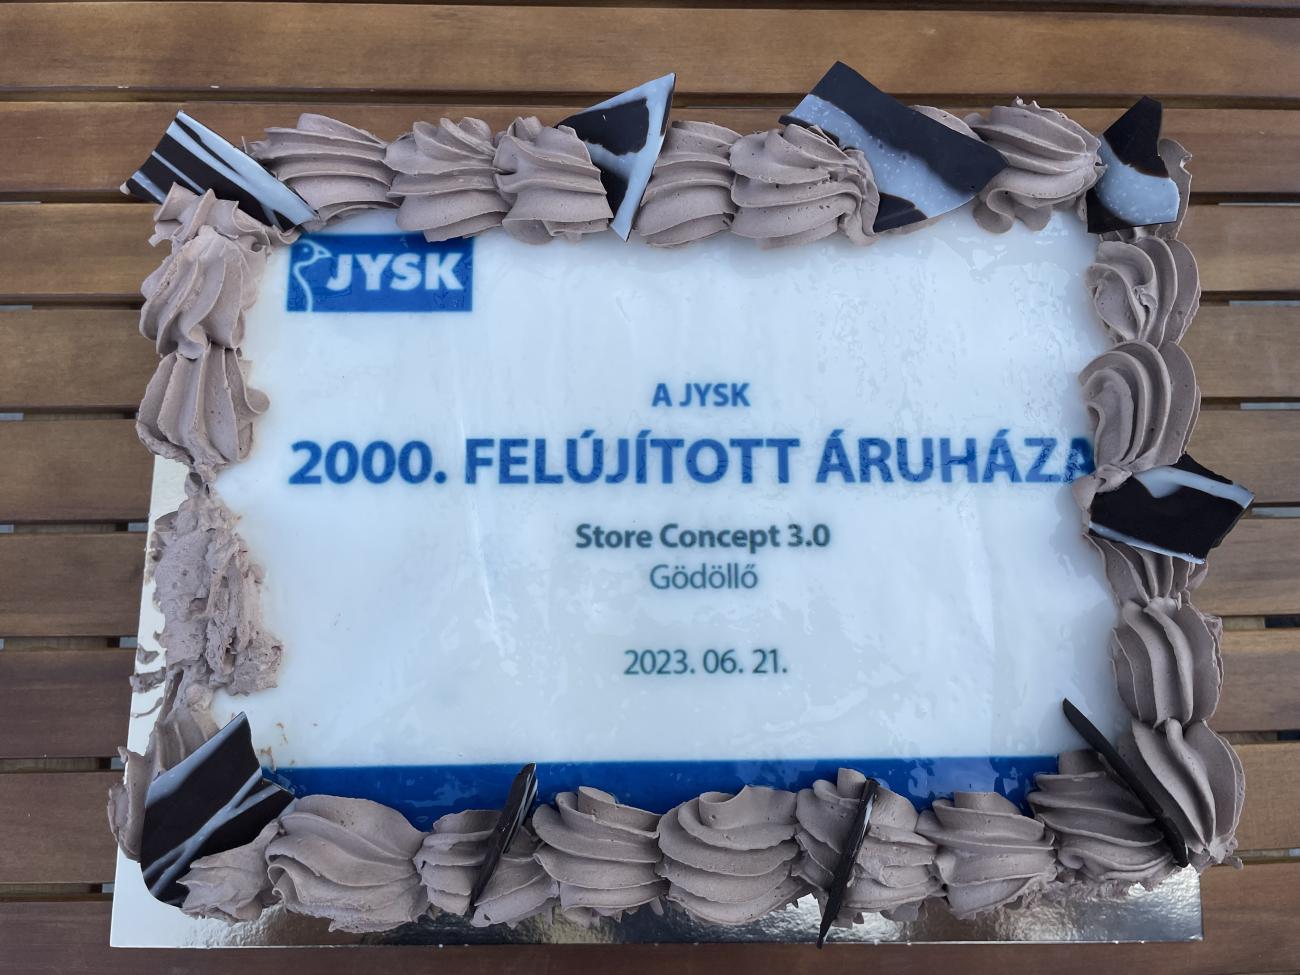 JYSK
A JYSK
2000. FELÚJÍTOTT ÁRUHÁZA
Store Concept 3.0
Gödöllő
2023. 06. 21.